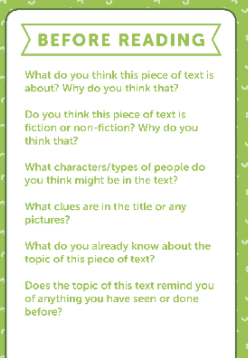 BEFORE READING
What do you think this piece of text is
about? Why do you think that?
Do you think this piece of text is
fiction or non-fiction? Why do you
think that?
What characters/types of people do
you think might be in the text?
What clues are in the title or any
pictures?
What do you already know about the
topic of this piece of text?
Does the topic of this text remind you
of anything you have seen or done
before?